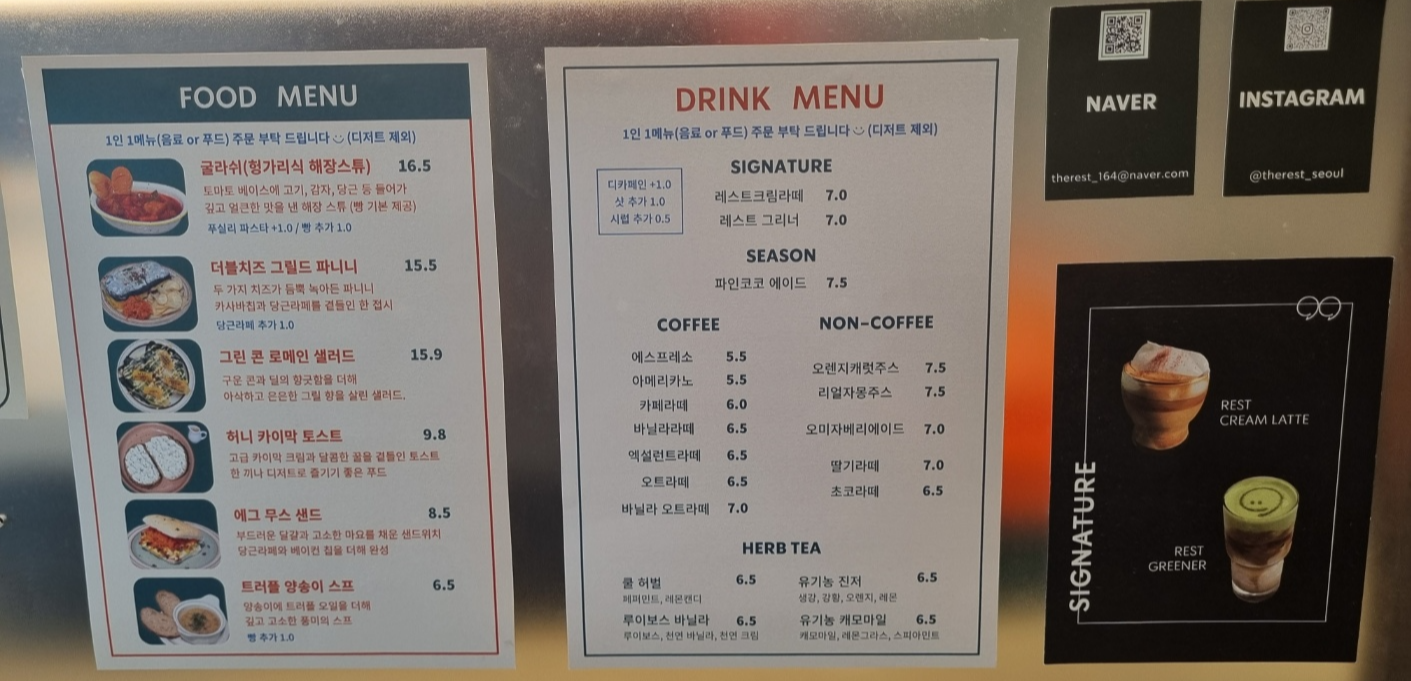 FOOD MENU
1인 1메뉴(음료 or 푸드) 주문 부탁 드립니다 (디저트 제외)
굴라쉬(헝가리식 해장스튜) 16.5
토마토 베이스에 고기, 감자, 당근 등 들어가
깊고 얼큰한 맛을 낸 해장 스튜 (빵 기본 제공)
푸실리 파스타 +1.0 / 빵 추가 1.0
더블치즈 그릴드 파니니 15.5
두 가지 치즈가 듬뿍 녹아든 파니니
카사바칩과 당근라페를 곁들인 한 접시
당근라페 추가 1.0
그린 콘 로메인 샐러드 15.9
구운 콘과 딜의 향긋함을 더해
아삭하고 은은한 그릴 향을 살린 샐러드.
허니 카이막 토스트 9.8
고급 카이막 크림과 달콤한 꿀을 곁들인 토스트
한 끼나 디저트로 즐기기 좋은 푸드
에그 무스 샌드 8.5
부드러운 달걀과 고소한 마요를 채운 샌드위치
당근라페와 베이컨 칩을 더해 완성
트러플 양송이 스프 6.5
양송이에 트러플 오일을 더해
깊고 고소한 풍미의 스프
빵 추가 1.0
DRINK MENU
1인 1메뉴(음료 or 푸드) 주문 부탁 드립니다 (디저트 제외)
디카페인 +1.0
샷 추가 1.0
시럽 추가 0.5
SIGNATURE
레스트크림라떼 7.0
레스트 그리너 7.0
SEASON
파인코코 에이드 7.5
COFFEE
에스프레소 5.5
아메리카노 5.5
카페라떼 6.0
바닐라라떼 6.5
엑설런트라떼 6.5
오트라떼 6.5
바닐라 오트라떼 7.0
NON-COFFEE
오렌지캐럿주스 7.5
리얼자몽주스 7.5
오미자베리에이드 7.0
딸기라떼 7.0
초코라떼 6.5
HERB TEA
쿨 허벌 6.5
페퍼민트, 레몬캔디
루이보스 바닐라 6.5
루이보스, 천연 바닐라, 천연 크림
유기농 진저 6.5
생강, 강황, 오렌지, 레몬
유기농 캐모마일 6.5
캐모마일, 레몬그라스, 스피아민트
NAVER
therest_164@naver.com
INSTAGRAM
@therest_seoul
SIGNATURE
REST
CREAM LATTE
REST
GREENER